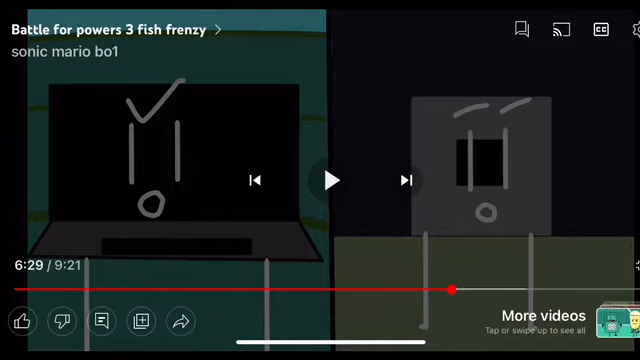 Battle for powers 3 fish frenzy
sonic mario bo1
CC
6:29 / 9:21
More videos
Tap or swipe up to see all